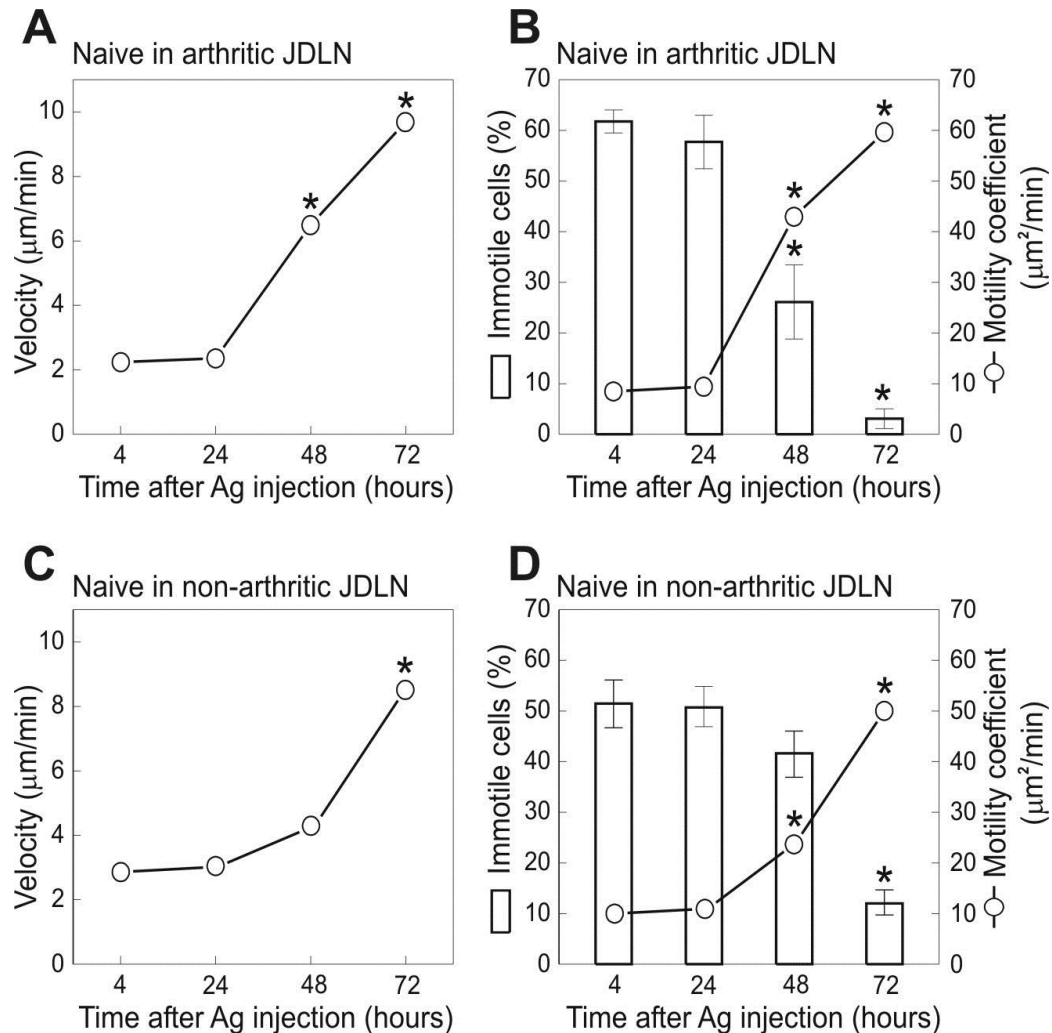 A
Naive in arthritic JDLN
Velocity (μm/min)
10
8
6
4
2
0
*
*
4 24 48 72
Time after Ag injection (hours)
B
Naive in arthritic JDLN
Immotile cells (%)
70
60
50
40
30
20
10
0
*
*
*
*
70
60
50
40
30
20
10
0
Motility coefficient
(μm²/min)
4 24 48 72
Time after Ag injection (hours)
C
Naive in non-arthritic JDLN
Velocity (μm/min)
10
8
6
4
2
0
*
4 24 48 72
Time after Ag injection (hours)
D
Naive in non-arthritic JDLN
Immotile cells (%)
70
60
50
40
30
20
10
0
*
*
*
70
60
50
40
30
20
10
0
Motility coefficient
(μm²/min)
4 24 48 72
Time after Ag injection (hours)